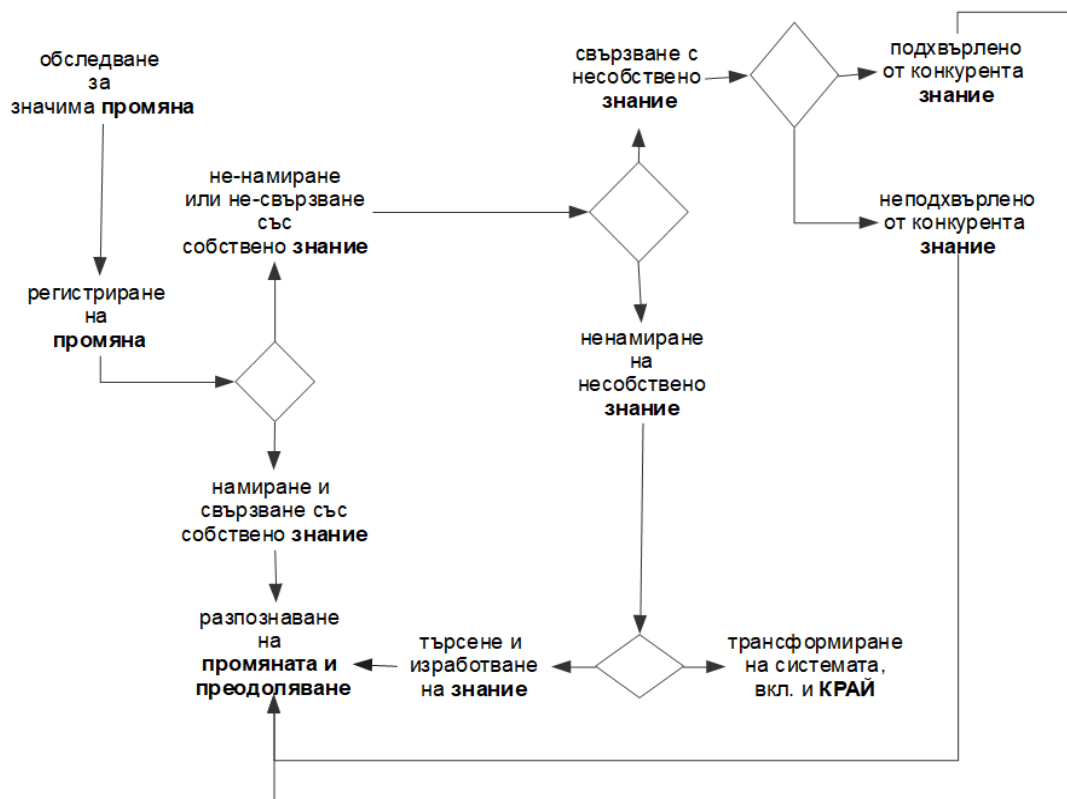 обследване
за
значима промяна
регистриране
на
промяна
не-намиране
или не-свързване
със
собствено знание
намиране и
свързване със
собствено знание
разпознаване
на
промяната и
преодоляване
свързване с
несобствено
знание
ненамиране
на
несобствено
знание
търсене и
изработване
на знание
трансформиране
на системата,
вкл. и КРАЙ
подхвърлено
от конкурента
знание
неподхвърлено
от конкурента
знание